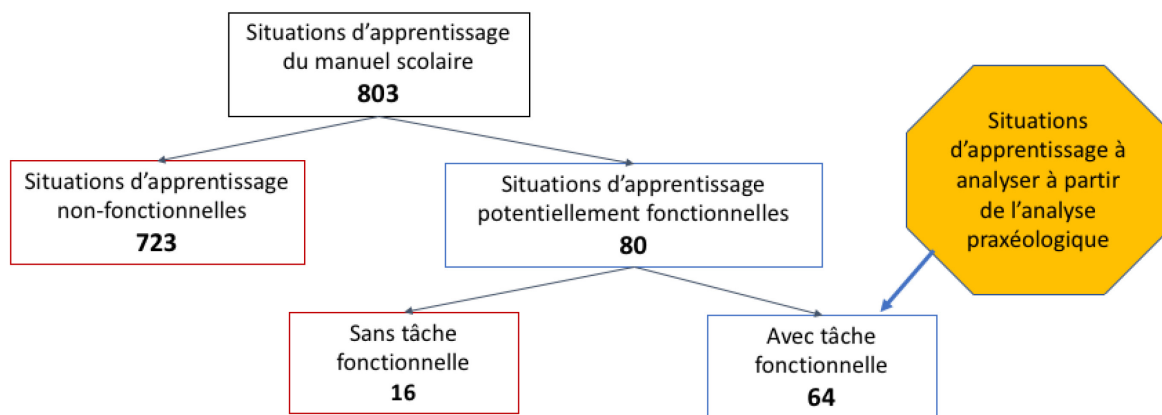 Situations d'apprentissage
du manuel scolaire
803
Situations d'apprentissage
non-fonctionnelles
723
Situations d'apprentissage
potentiellement fonctionnelles
80
Situations
d'apprentissage à
analyser à partir
de l'analyse
praxéologique
Sans tâche
fonctionnelle
16
Avec tâche
fonctionnelle
64